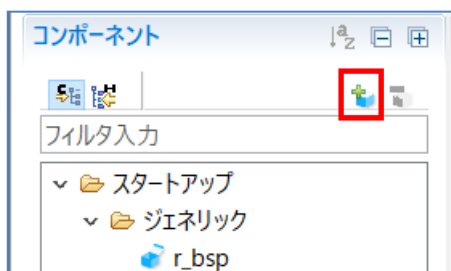 コンポーネント
フィルタ入力
スタートアップ
ジェネリック
r_bsp